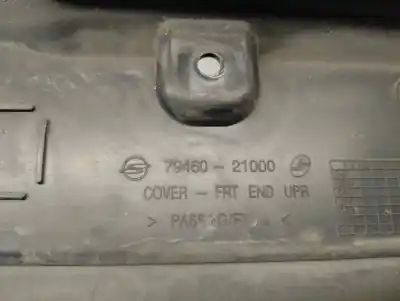 79460-21000
COVER - FRT END UPR
> <